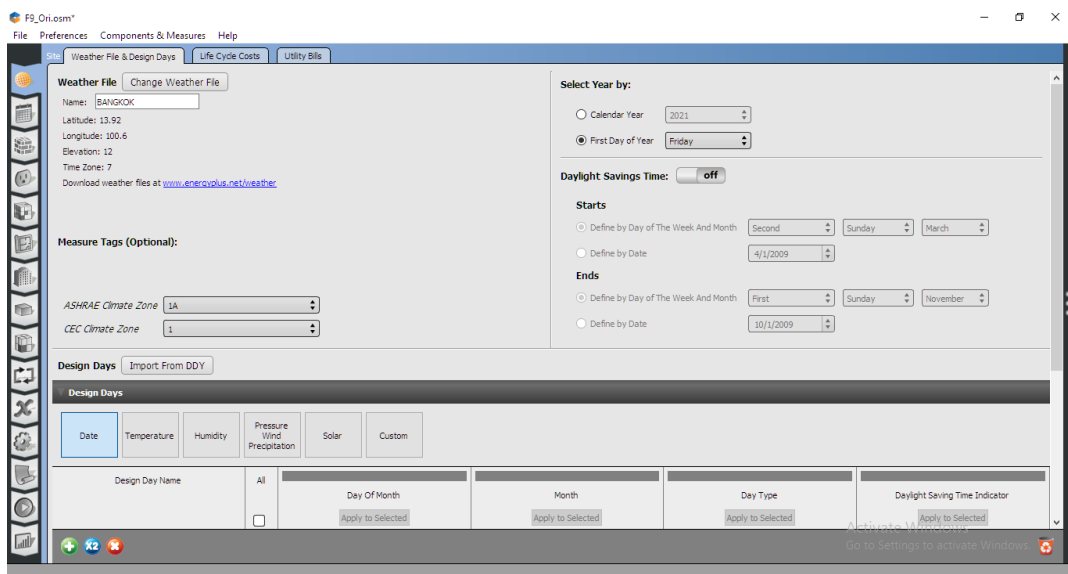 F9_Ori.osm*
File Preferences Components & Measures Help
Site Weather File & Design Days Life Cycle Costs Utility Bills
Weather File Change Weather File
Name: BANGKOK
Latitude: 13.92
Longitude: 100.6
Elevation: 12
Time Zone: 7
Download weather files at www.energyplus.net/weather
Measure Tags (Optional):
ASHRAE Climate Zone 1A
CEC Climate Zone 1
Select Year by:
Calendar Year 2021
First Day of Year Friday
Daylight Savings Time: off
Starts
Define by Day of The Week And Month Second Sunday March
Define by Date 4/1/2009
Ends
Define by Day of The Week And Month First Sunday November
Define by Date 10/1/2009
Design Days Import From DDY
Design Days
Date Temperature Humidity Pressure Wind Precipitation Solar Custom
Design Day Name All Day Of Month Month Day Type Daylight Saving Time Indicator
Apply to Selected Apply to Selected Apply to Selected Apply to Selected
Activate Windows
Go to Settings to activate Windows.
X2